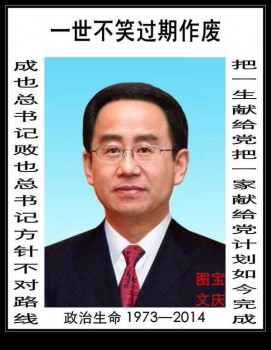 一世不笑过期作废
把一生献给党把一家献给党计划如今完成
成也总书记败也总书记方针不对路线
图宝
文庆
政治生命 1973—2014